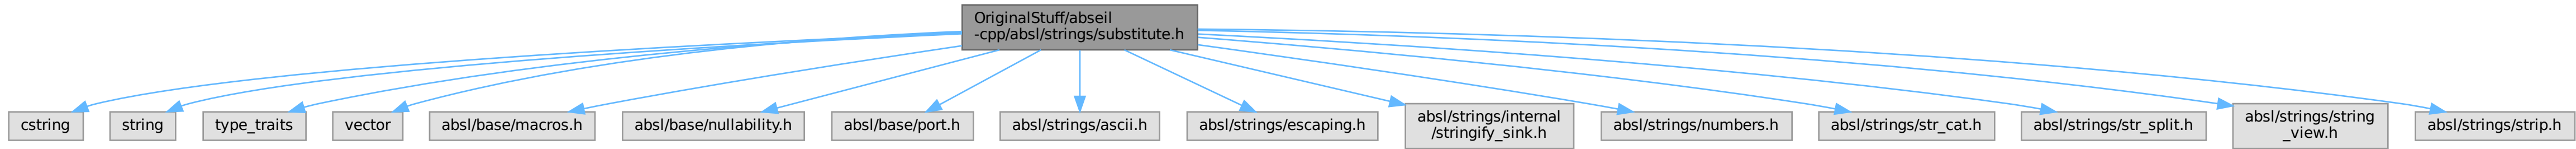 OriginalStuff/abseil
-cpp/absl/strings/substitute.h
cstring
string
type_traits
vector
absl/base/macros.h
absl/base/nullability.h
absl/base/port.h
absl/strings/ascii.h
absl/strings/escaping.h
absl/strings/internal
/stringify_sink.h
absl/strings/numbers.h
absl/strings/str_cat.h
absl/strings/str_split.h
absl/strings/string
_view.h
absl/strings/strip.h